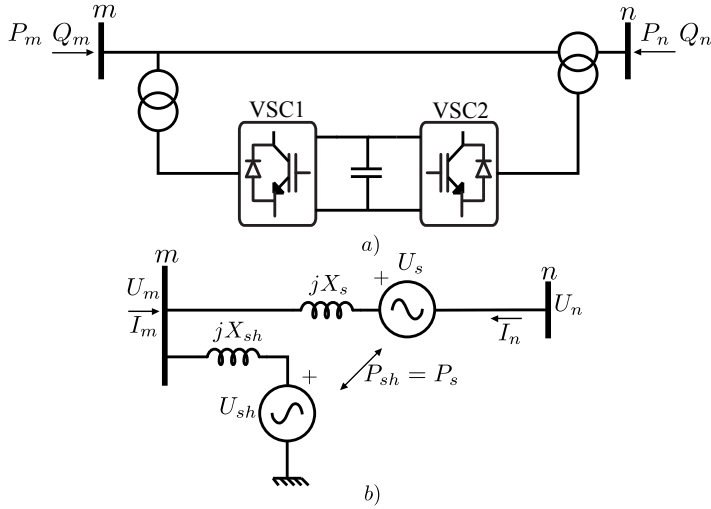 m n
P_m Q_m P_n Q_n
VSC1 VSC2
a)
m U_s n
U_m jX_s + U_n
I_m jX_sh I_n
+ P_sh = P_s
U_sh
b)